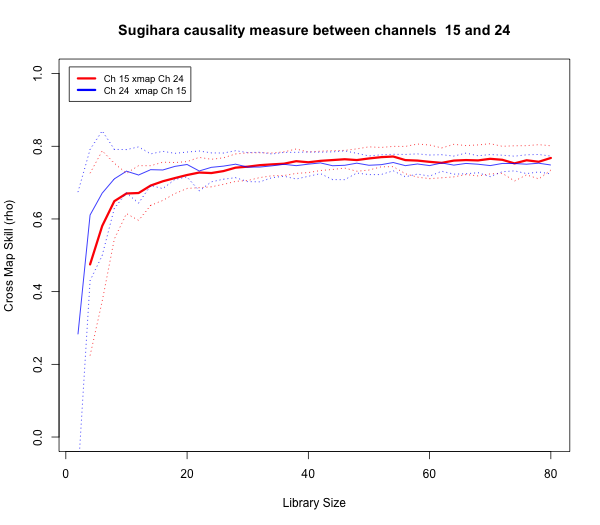 Sugihara causality measure between channels  15 and 24
Ch 15 xmap Ch 24
Ch 24  xmap Ch 15
Cross Map Skill (rho)
1.0
0.8
0.6
0.4
0.2
0.0
0 20 40 60 80
Library Size